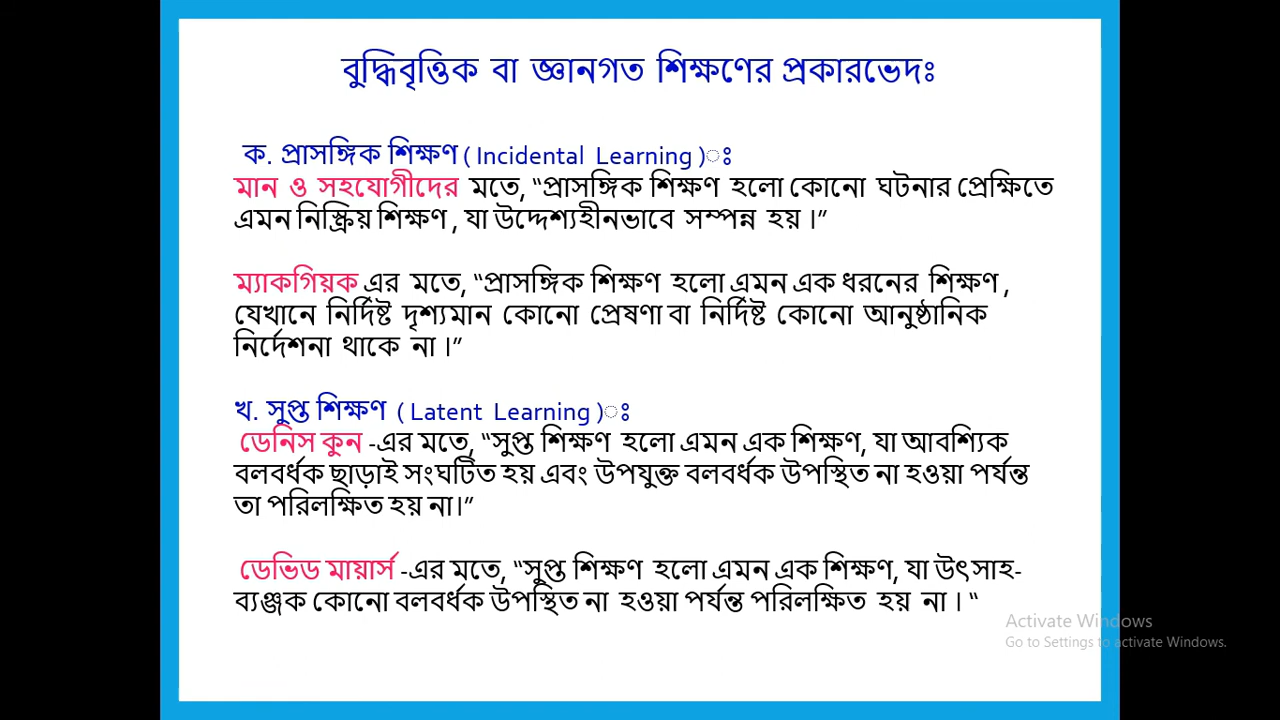 বুদ্ধিবৃত্তিক বা জ্ঞানগত শিক্ষণের প্রকারভেদঃ
ক. প্রাসঙ্গিক শিক্ষণ ( Incidental Learning )ঃ
মান ও সহযোগীদের মতে, “প্রাসঙ্গিক শিক্ষণ হলো কোনো ঘটনার প্রেক্ষিতে
এমন নিস্ক্রিয় শিক্ষণ , যা উদ্দেশ্যহীনভাবে সম্পন্ন হয় ।”
ম্যাকগিয়ক এর মতে, “প্রাসঙ্গিক শিক্ষণ হলো এমন এক ধরনের শিক্ষণ ,
যেখানে নির্দিষ্ট দৃশ্যমান কোনো প্রেষণা বা নির্দিষ্ট কোনো আনুষ্ঠানিক
নির্দেশনা থাকে না ।”
খ. সুপ্ত শিক্ষণ ( Latent Learning )ঃ
ডেনিস কুন -এর মতে, “সুপ্ত শিক্ষণ হলো এমন এক শিক্ষণ, যা আবশ্যিক
বলবর্ধক ছাড়াই সংঘটিত হয় এবং উপযুক্ত বলবর্ধক উপস্থিত না হওয়া পর্যন্ত
তা পরিলক্ষিত হয় না।”
ডেভিড মায়ার্স -এর মতে, “সুপ্ত শিক্ষণ হলো এমন এক শিক্ষণ, যা উৎসাহ-
ব্যঞ্জক কোনো বলবর্ধক উপস্থিত না হওয়া পর্যন্ত পরিলক্ষিত হয় না । “
Activate Windows
Go to Settings to activate Windows.